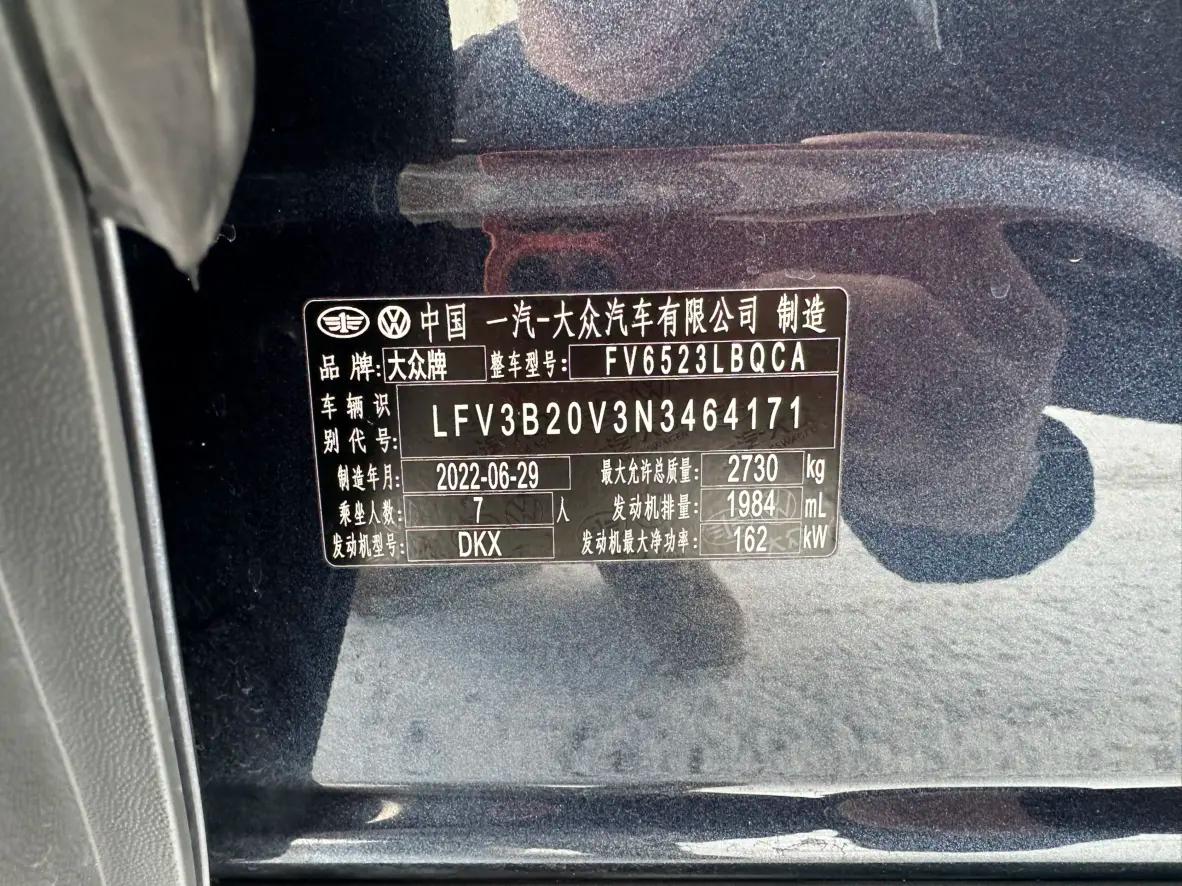 中国 一汽-大众汽车有限公司 制造
品牌:大众牌 整车型号: FV6523LBQCA
车辆识别代号: LFV3B20V3N3464171
制造年月: 2022-06-29 最大允许总质量: 2730 kg
乘坐人数: 7 人 发动机排量: 1984 mL
发动机型号: DKX 发动机最大净功率: 162 kW